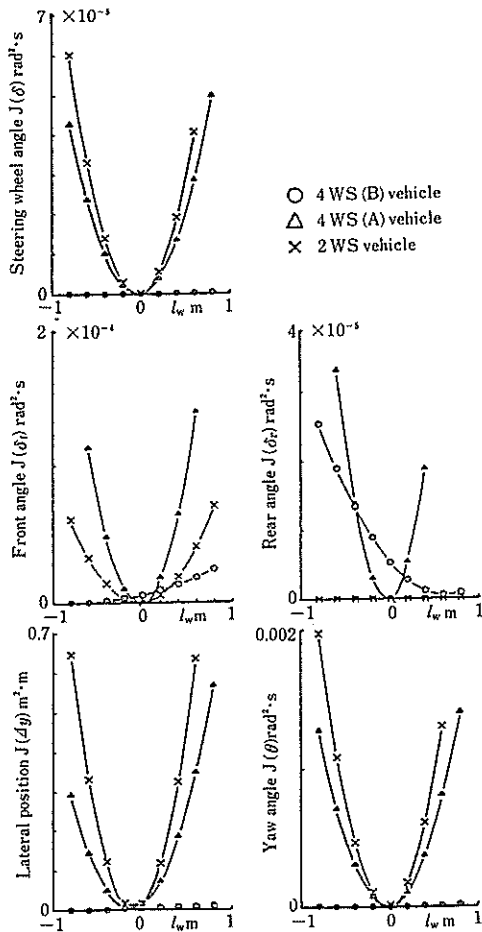 7 ×10⁻⁵
Steering wheel angle J(δ) rad²·s
0
−1 0 l_w m 1
○ 4 WS (B) vehicle
△ 4 WS (A) vehicle
× 2 WS vehicle
2 ×10⁻⁴
Front angle J(δ_f) rad²·s
0
−1 0 l_w m 1
4 ×10⁻⁵
Rear angle J(δ_r) rad²·s
0
−1 0 l_w m 1
0.7
Lateral position J(Δy) m²·m
0
−1 0 l_w m 1
0.002
Yaw angle J(θ) rad²·s
0
−1 0 l_w m 1